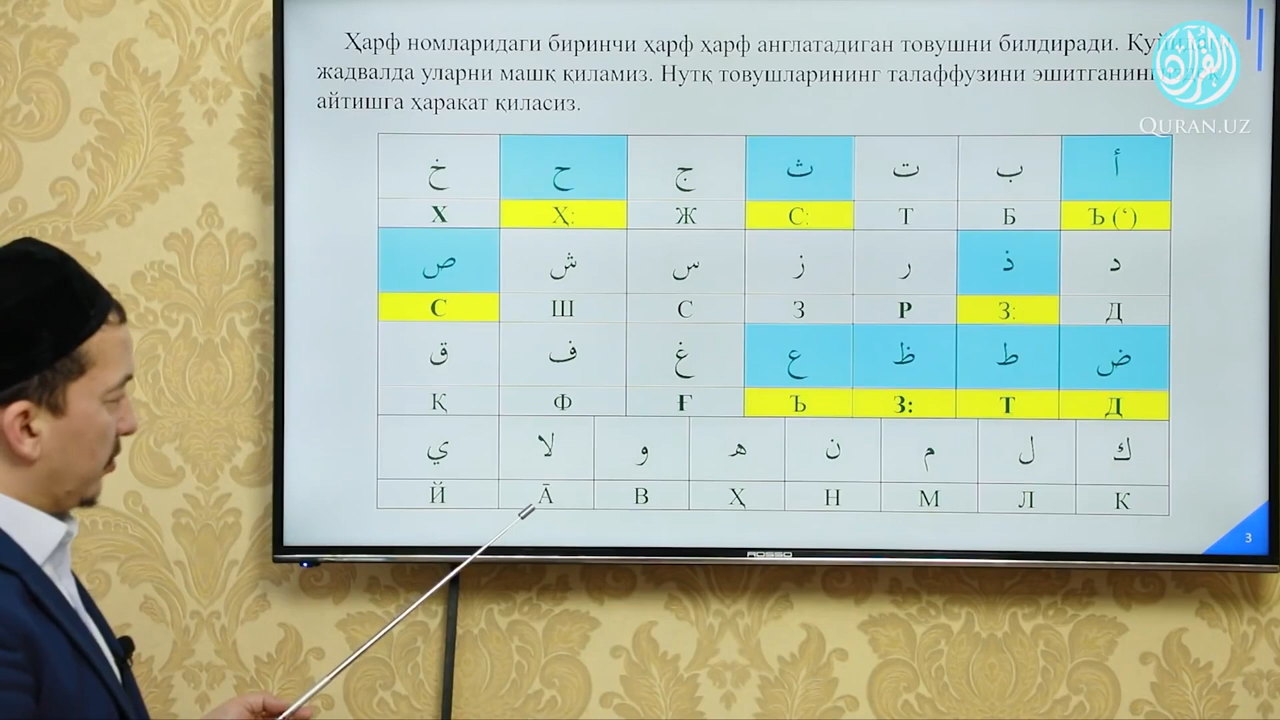 Ҳарф номларидаги биринчи ҳарф ҳарф англатадиган товушни билдиради.
жадвалда уларни машқ қиламиз. Нутқ товушларининг талаффузини
айтишга ҳаракат қиласиз.
QURAN.UZ
أ ب ت ث ج ح خ
Ъ (‘) Б Т С: Ж Ҳ: Х
د ذ ر ز س ش ص
Д З: Р З С Ш С
ض ط ظ ع غ ف ق
Д Т З: Ъ Ғ Ф Қ
ك ل م ن ھ و لا ي
К Л М Н Ҳ В Ā Й
3
ROSSO